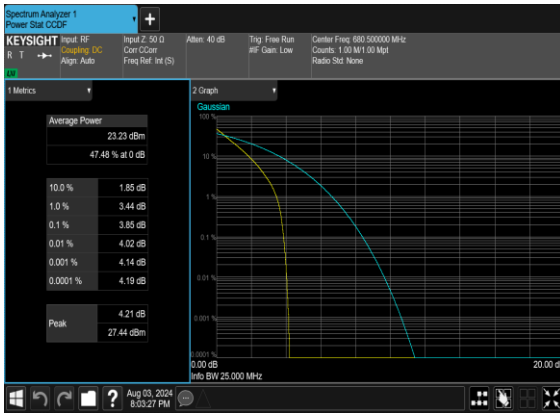 Spectrum Analyzer 1
Power Stat CCDF
KEYSIGHT
R T
LXI
Input: RF
Coupling: DC
Align: Auto
Input Z: 50 Ω
Corr CCorr
Freq Ref: Int (S)
Atten: 40 dB
Trig: Free Run
#IF Gain: Low
Center Freq: 680.500000 MHz
Counts: 1.00 M/1.00 Mpt
Radio Std: None
1 Metrics
Average Power
23.23 dBm
47.48 % at 0 dB
10.0 % 1.85 dB
1.0 % 3.44 dB
0.1 % 3.85 dB
0.01 % 4.02 dB
0.001 % 4.14 dB
0.0001 % 4.19 dB
Peak
4.21 dB
27.44 dBm
2 Graph
Gaussian
100 %
10 %
1 %
0.1 %
0.01 %
0.001 %
0.0001 %
0.00 dB
20.00 d
Info BW 25.000 MHz
?
Aug 03, 2024
8:03:27 PM